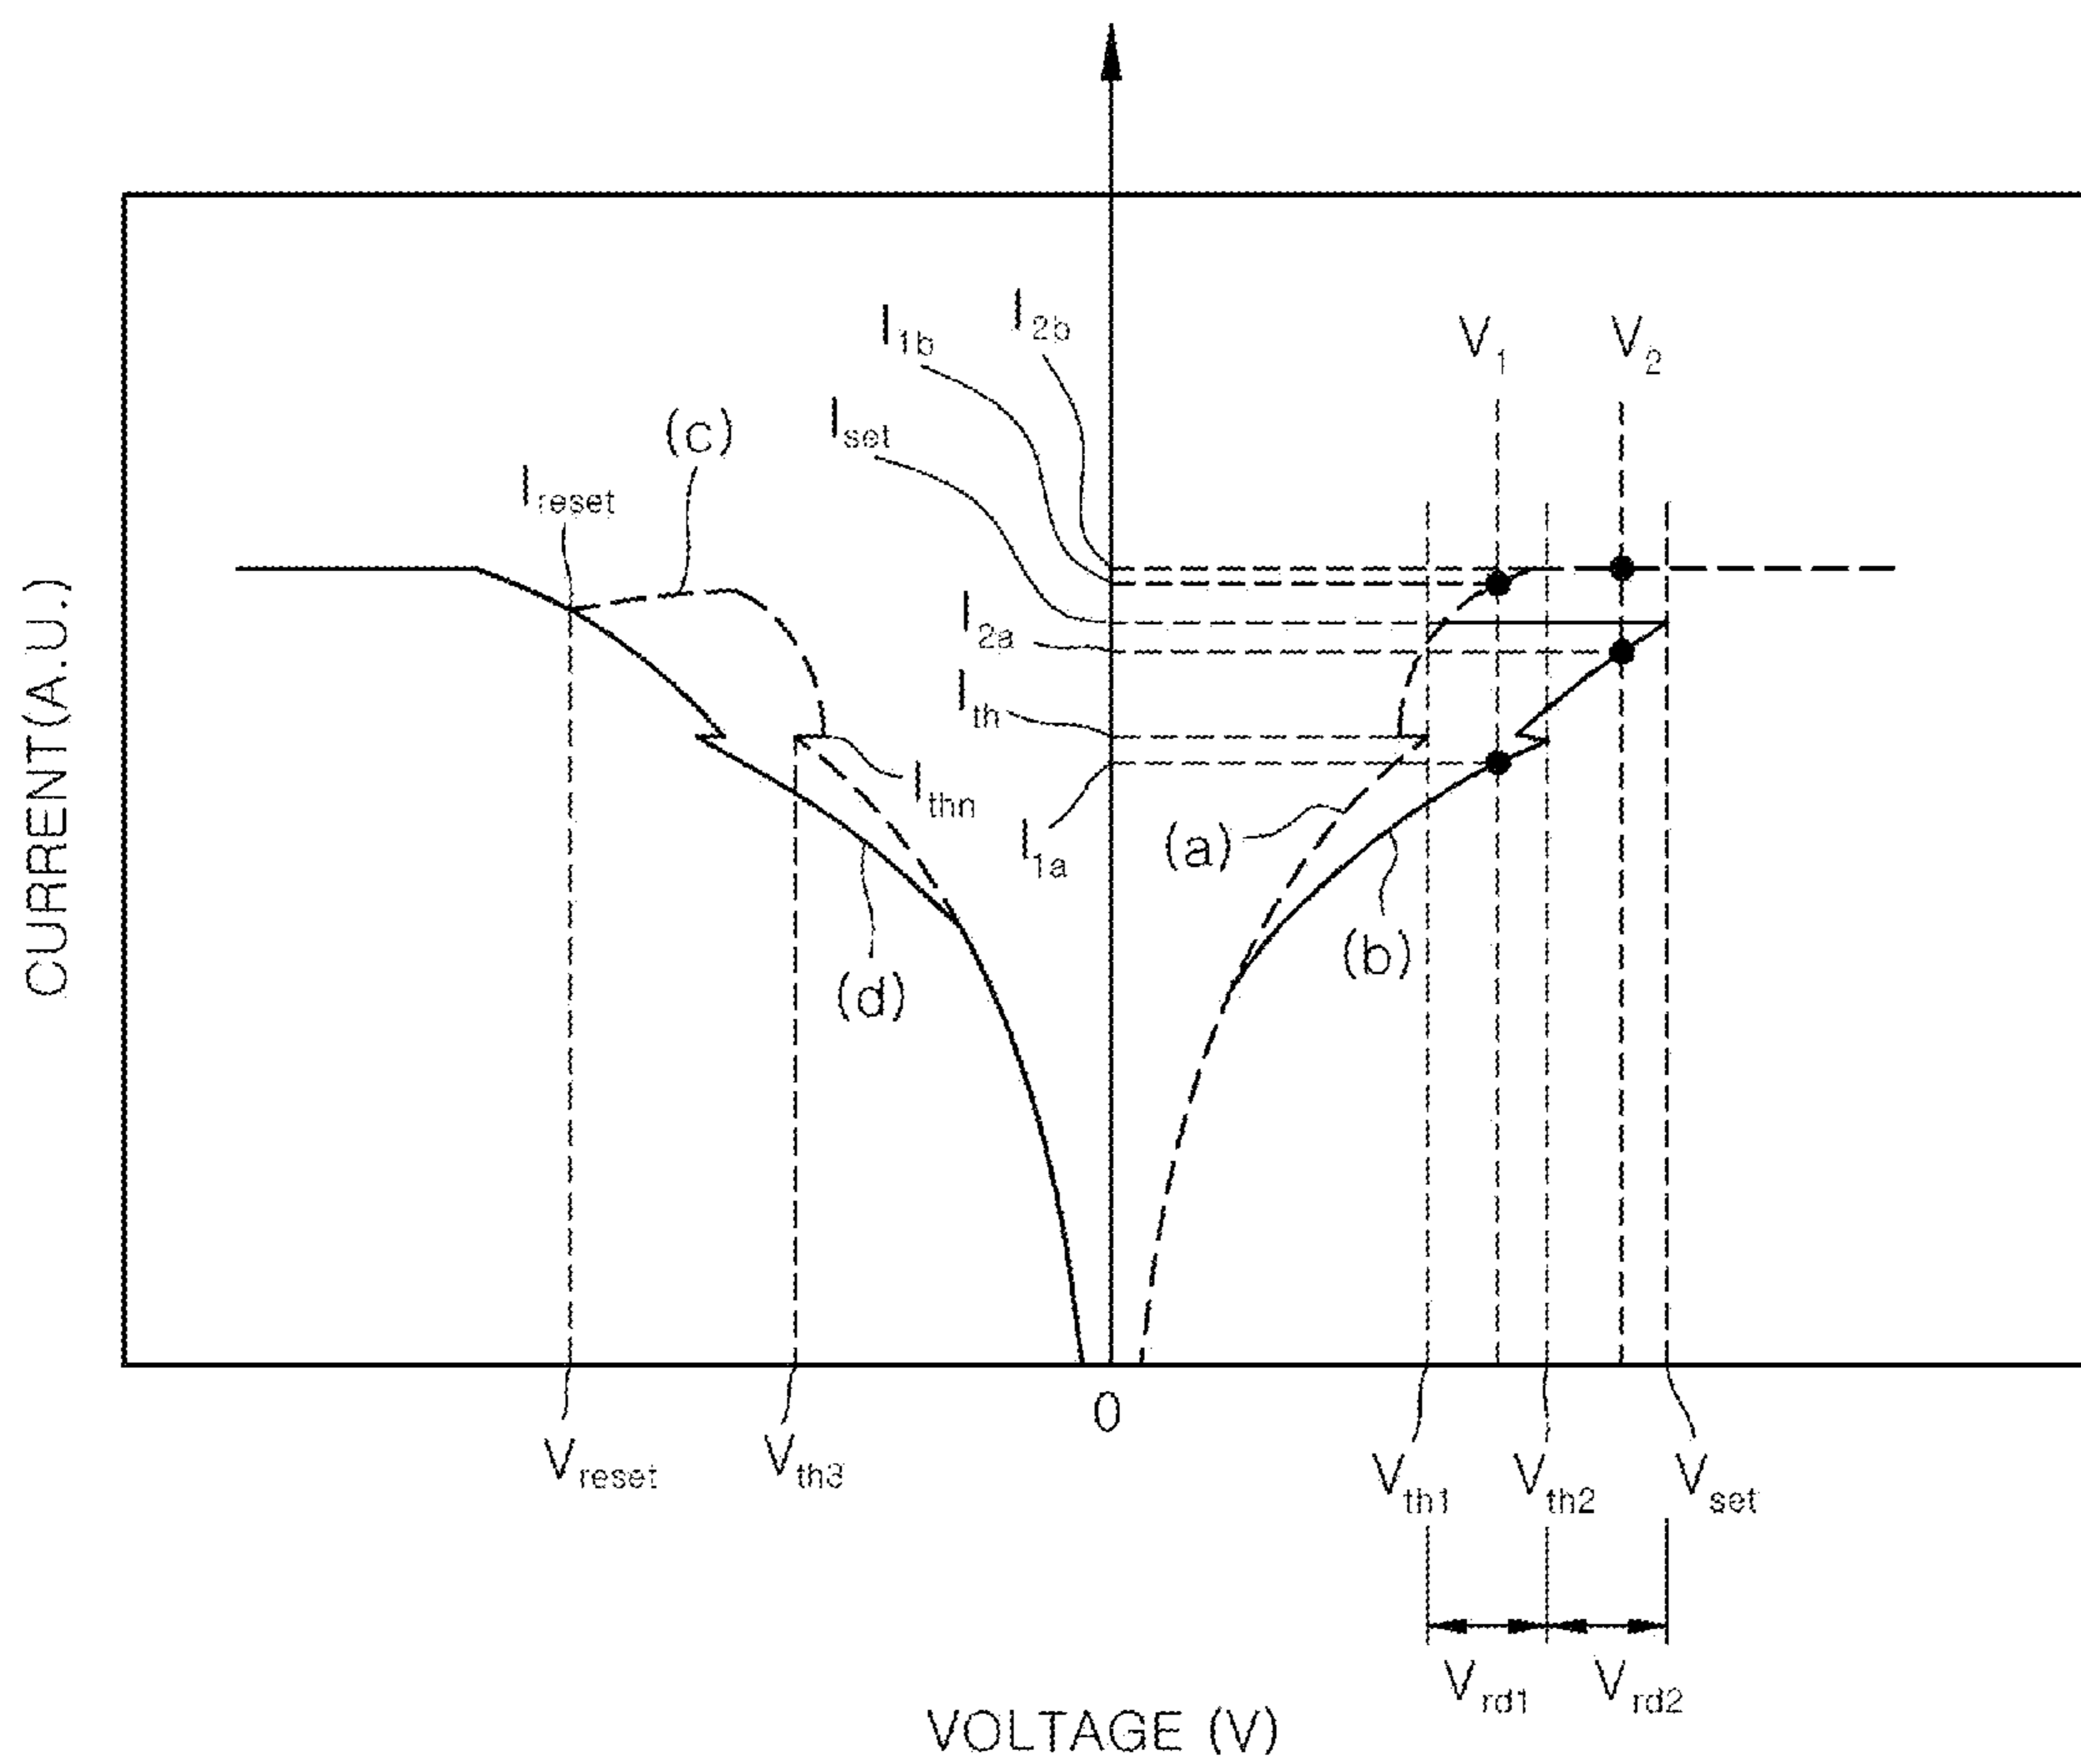 I2b
I1b
V1
V2
Iset
(c)
Ireset
I2a
Ith
Ithn
I1a
(a)
(b)
(d)
CURRENT(A.U.)
0
Vreset
Vth3
Vth1
Vth2
Vset
Vrd1
Vrd2
VOLTAGE (V)